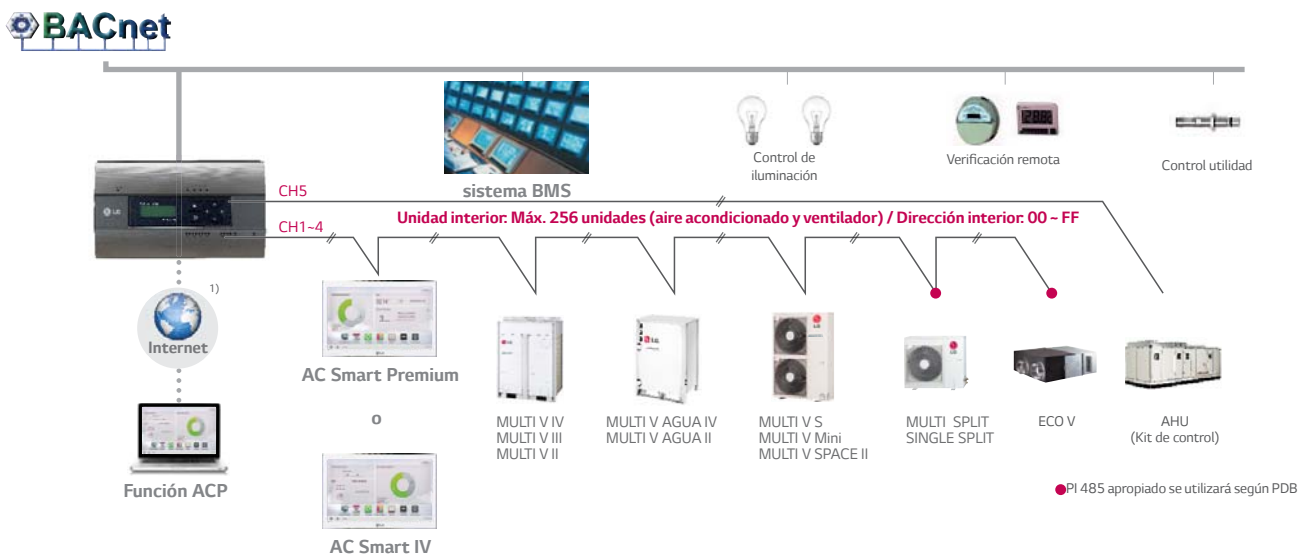 BACnet
Control de
iluminación
Verificación remota
Control utilidad
sistema BMS
CH5
Unidad interior: Máx. 256 unidades (aire acondicionado y ventilador) / Dirección interior: 00 ~ FF
CH1~4
LG
1)
Internet
Función ACP
AC Smart Premium
o
AC Smart IV
MULTI V IV
MULTI V III
MULTI V II
MULTI V AGUA IV
MULTI V AGUA II
MULTI V S
MULTI V Mini
MULTI V SPACE II
MULTI SPLIT
SINGLE SPLIT
ECO V
AHU
(Kit de control)
PI 485 apropiado se utilizará según PDB